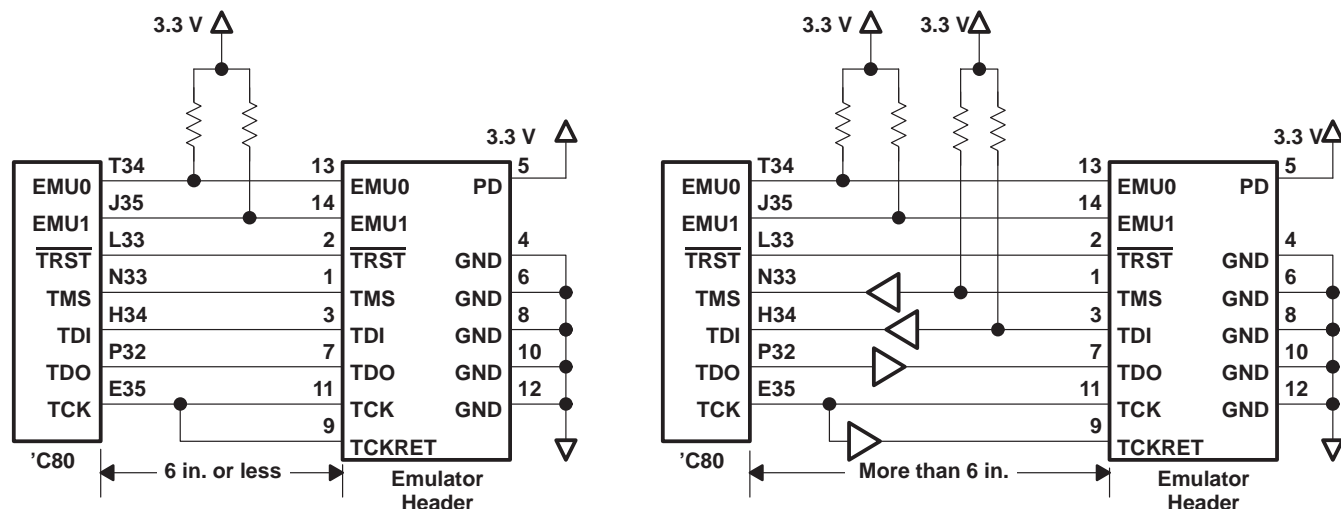 3.3 V
3.3 V
3.3 V
3.3 V
T34 13 5
EMU0 EMU0 PD
J35 14
EMU1 EMU1
L33 2 4
TRST TRST GND
N33 1 6
TMS TMS GND
H34 3 8
TDI TDI GND
P32 7 10
TDO TDO GND
E35 11 12
TCK TCK GND
9
TCKRET
’C80
6 in. or less
Emulator
Header
3.3 V
T34 13 5
EMU0 EMU0 PD
J35 14
EMU1 EMU1
L33 2 4
TRST TRST GND
N33 1 6
TMS TMS GND
H34 3 8
TDI TDI GND
P32 7 10
TDO TDO GND
E35 11 12
TCK TCK GND
9
TCKRET
’C80
More than 6 in.
Emulator
Header